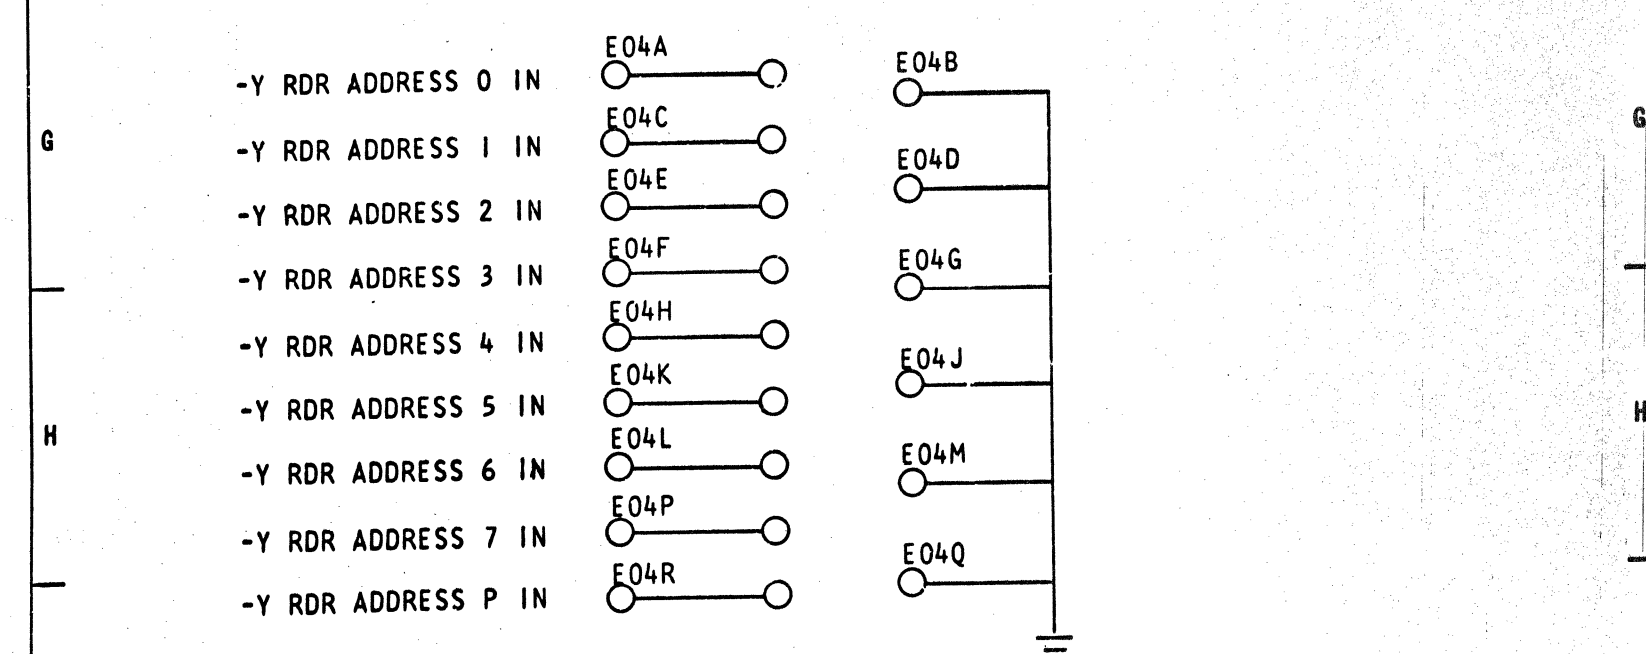 E04A
-Y RDR ADDRESS 0 IN
E04B
E04C
G
-Y RDR ADDRESS 1 IN
G
E04D
E04E
-Y RDR ADDRESS 2 IN
E04F
-Y RDR ADDRESS 3 IN
E04G
E04H
-Y RDR ADDRESS 4 IN
E04J
E04K
-Y RDR ADDRESS 5 IN
H
H
E04L
-Y RDR ADDRESS 6 IN
E04M
E04P
-Y RDR ADDRESS 7 IN
E04Q
E04R
-Y RDR ADDRESS P IN